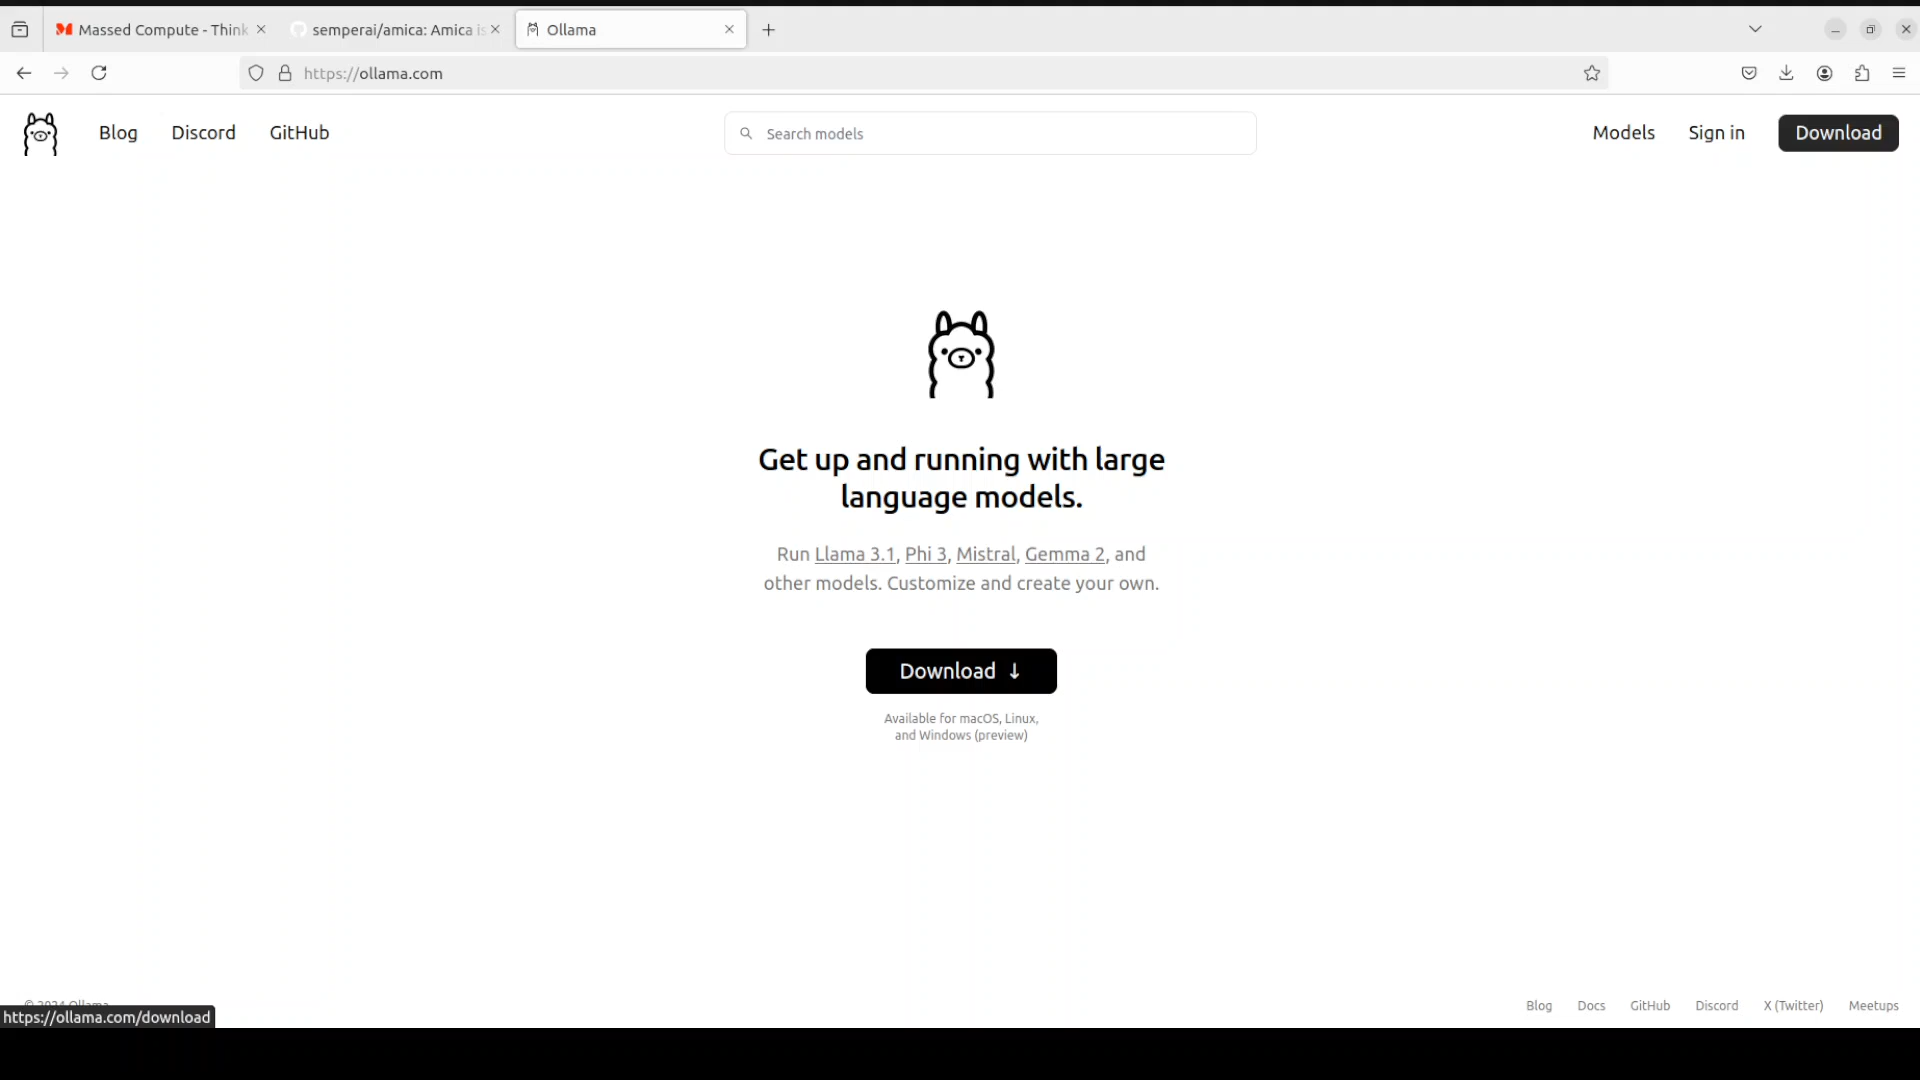 Massed Compute - Think
semperai/amica: Amica is
Ollama
https://ollama.com
Blog
Discord
GitHub
Search models
Models
Sign in
Download
Get up and running with large
language models.
Run Llama 3.1, Phi 3, Mistral, Gemma 2, and
other models. Customize and create your own.
Download ↓
Available for macOS, Linux,
and Windows (preview)
© 2024 Ollama
Blog
Docs
GitHub
Discord
X (Twitter)
Meetups
https://ollama.com/download